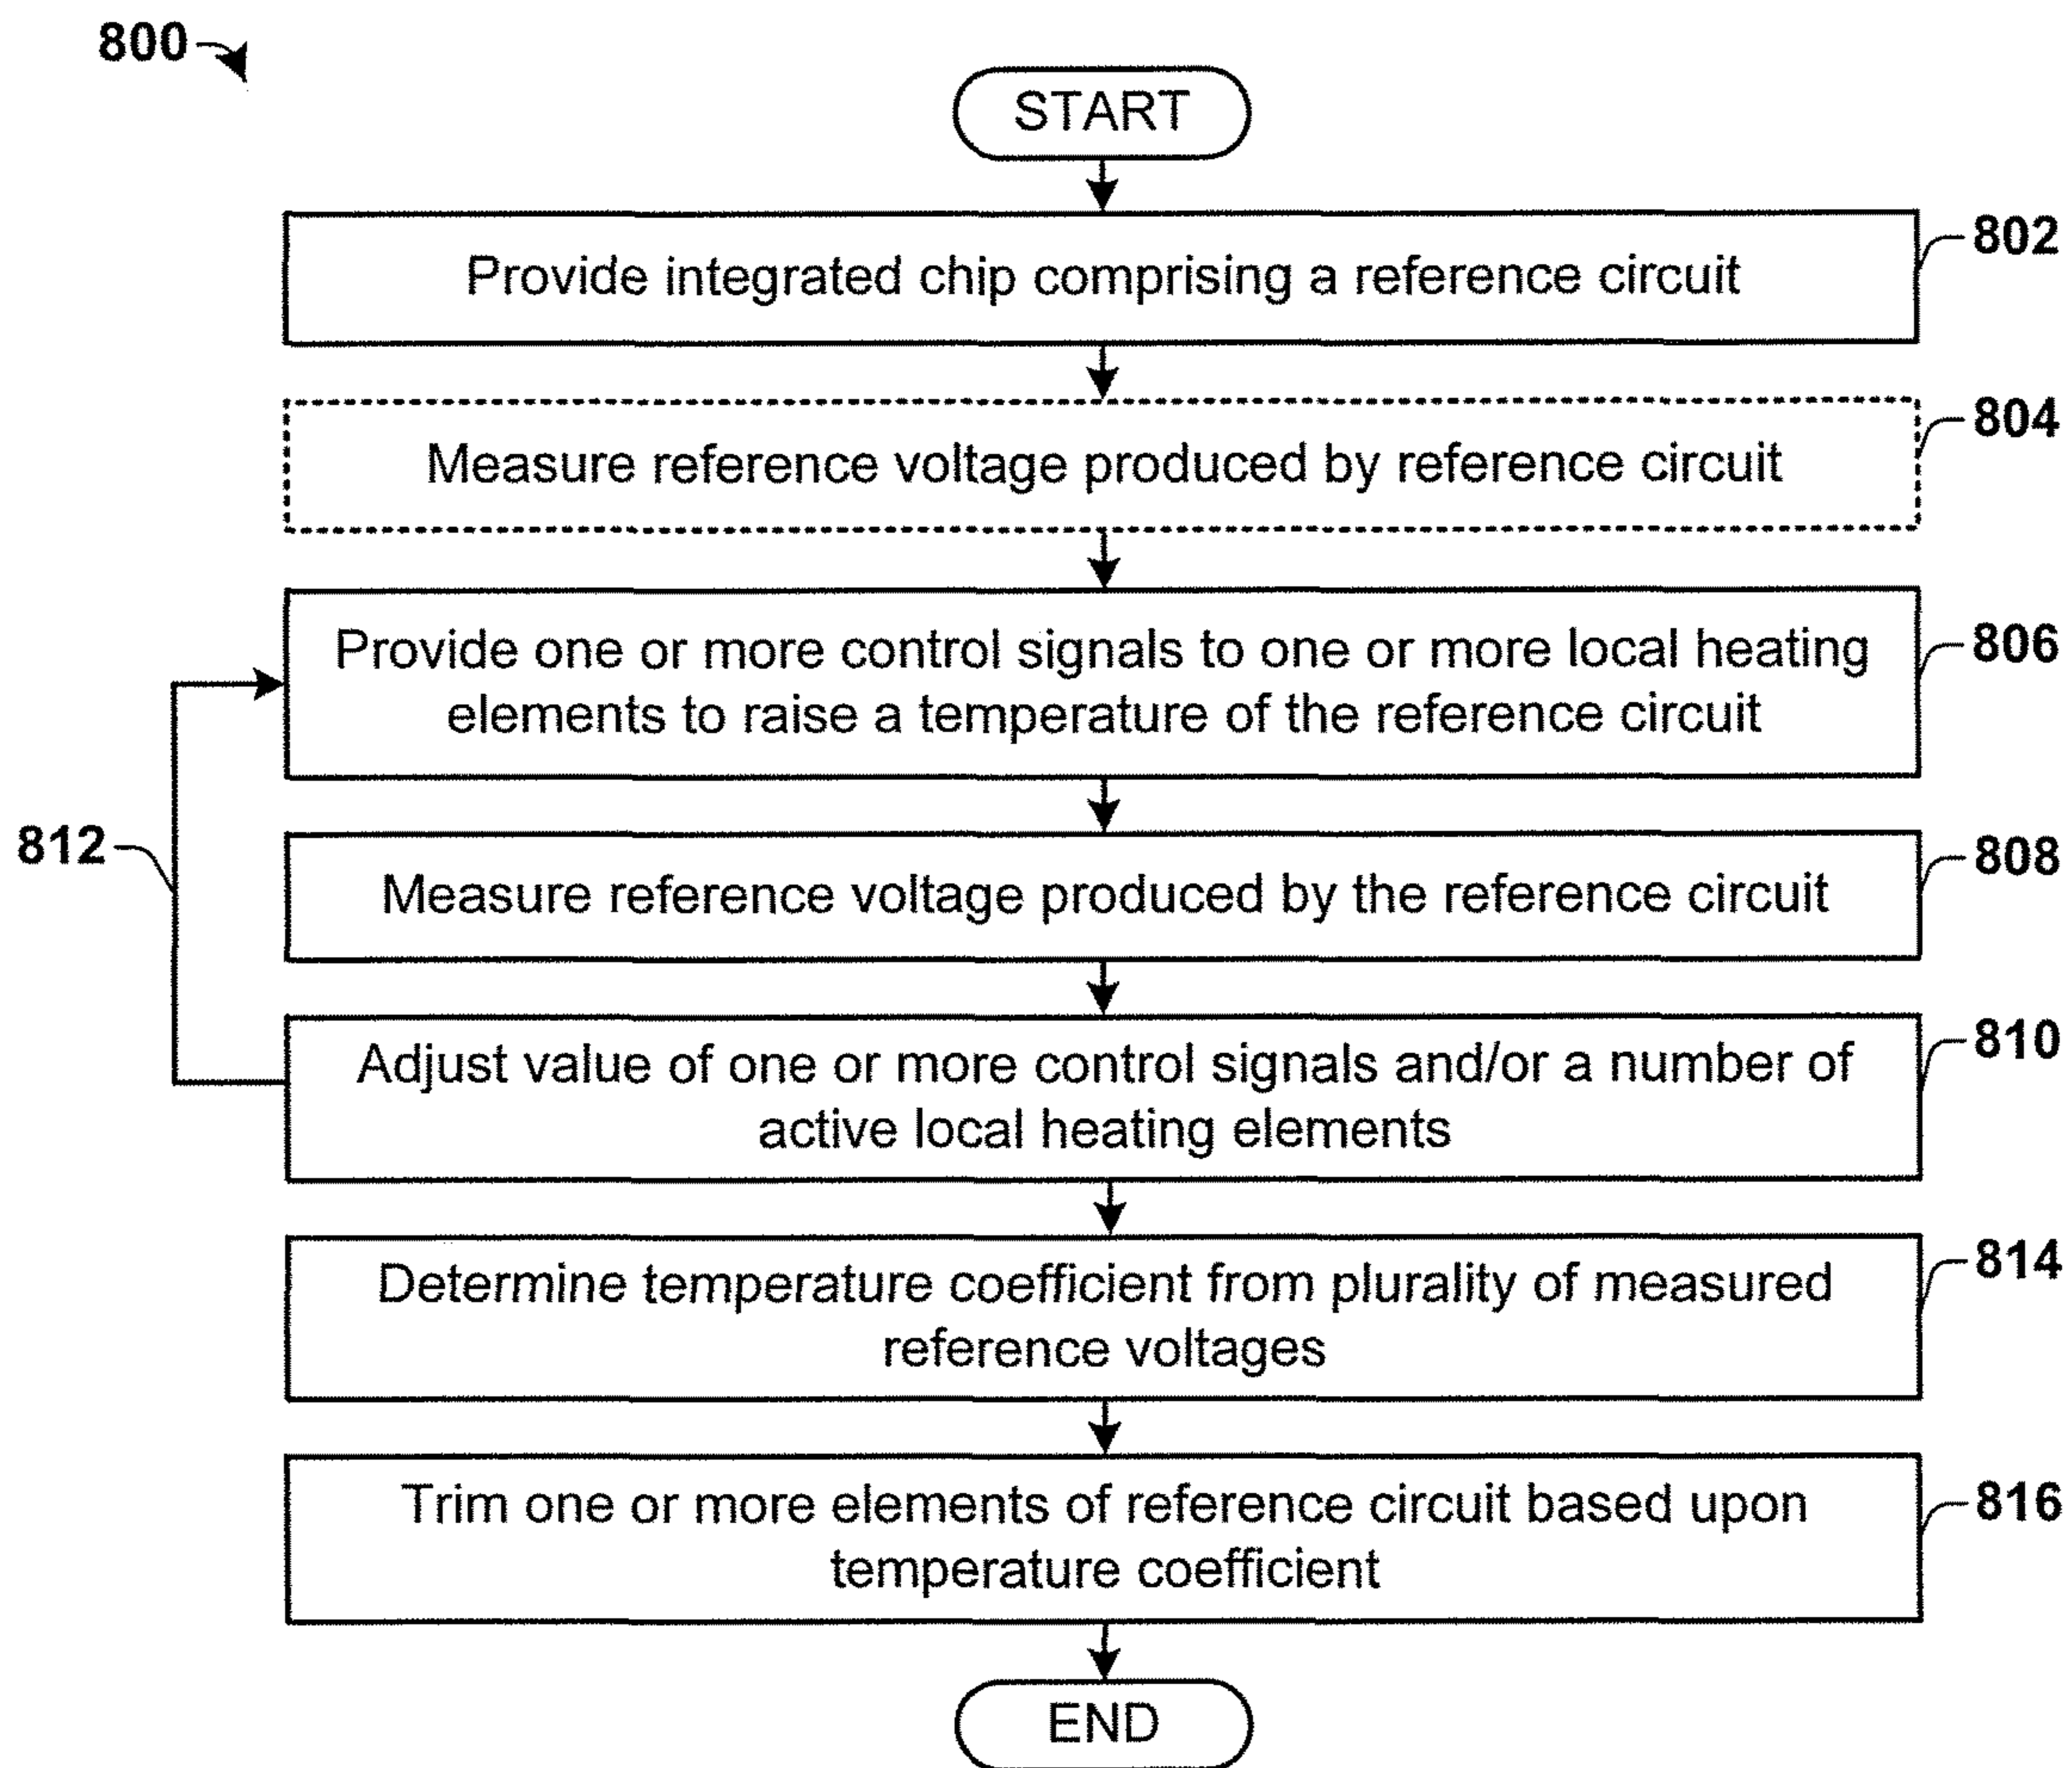 800
START
Provide integrated chip comprising a reference circuit
802
Measure reference voltage produced by reference circuit
804
Provide one or more control signals to one or more local heating
elements to raise a temperature of the reference circuit
806
812
Measure reference voltage produced by the reference circuit
808
Adjust value of one or more control signals and/or a number of
active local heating elements
810
Determine temperature coefficient from plurality of measured
reference voltages
814
Trim one or more elements of reference circuit based upon
temperature coefficient
816
END